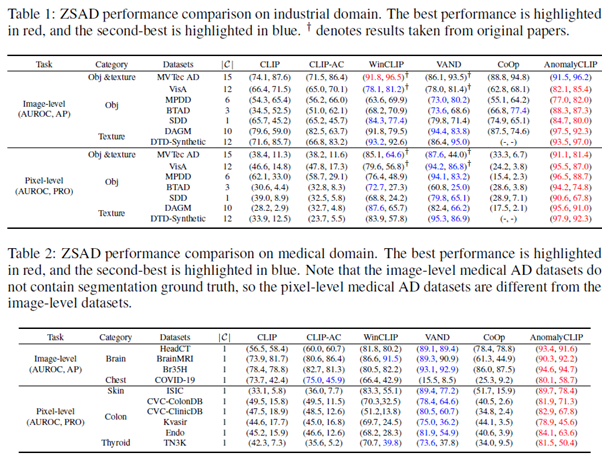 Table 1: ZSAD performance comparison on industrial domain. The best performance is highlighted
in red, and the second-best is highlighted in blue. † denotes results taken from original papers.
Task Category Datasets |C| CLIP CLIP-AC WinCLIP VAND CoOp AnomalyCLIP
Obj & texture MVTec AD 15 (74.1, 87.6) (71.5, 86.4) (91.8, 96.5)† (86.1, 93.5)† (88.8, 94.8) (91.5, 96.2)
VisA 12 (66.4, 71.5) (65.0, 70.1) (78.1, 81.2)† (78.0, 81.4)† (62.8, 68.1) (82.1, 85.4)
Image-level Obj MPDD 6 (54.3, 65.4) (56.2, 66.0) (63.6, 69.9) (73.0, 80.2) (55.1, 64.2) (77.0, 82.0)
(AUROC, AP) BTAD 3 (34.5, 52.5) (51.0, 62.1) (68.2, 70.9) (73.6, 68.6) (66.8, 77.4) (88.3, 87.3)
SDD 1 (65.7, 45.2) (65.2, 45.7) (84.3, 77.4) (79.8, 71.4) (74.9, 65.1) (84.7, 80.0)
Texture DAGM 10 (79.6, 59.0) (82.5, 63.7) (91.8, 79.5) (94.4, 83.8) (87.5, 74.6) (97.5, 92.3)
DTD-Synthetic 12 (71.6, 85.7) (66.8, 83.2) (93.2, 92.6) (86.4, 95.0) (-, -) (93.5, 97.0)
Obj & texture MVTec AD 15 (38.4, 11.3) (38.2, 11.6) (85.1, 64.6)† (87.6, 44.0)† (33.3, 6.7) (91.1, 81.4)
VisA 12 (46.6, 14.8) (47.8, 17.3) (79.6, 56.8)† (94.2, 86.8)† (24.2, 3.8) (95.5, 87.0)
Pixel-level Obj MPDD 6 (62.1, 33.0) (58.7, 29.1) (76.4, 48.9) (94.1, 83.2) (15.4, 2.3) (96.5, 88.7)
(AUROC, PRO) BTAD 3 (30.6, 4.4) (32.8, 8.3) (72.7, 27.3) (60.8, 25.0) (28.6, 3.8) (94.2, 74.8)
SDD 1 (39.0, 8.9) (32.5, 5.8) (68.8, 24.2) (79.8, 65.1) (28.9, 7.1) (90.6, 67.8)
Texture DAGM 10 (28.2, 2.9) (32.7, 4.8) (87.6, 65.7) (82.4, 66.2) (17.5, 2.1) (95.6, 91.0)
DTD-Synthetic 12 (33.9, 12.5) (23.7, 5.5) (83.9, 57.8) (95.3, 86.9) (-, -) (97.9, 92.3)
Table 2: ZSAD performance comparison on medical domain. The best performance is highlighted
in red, and the second-best is highlighted in blue. Note that the image-level medical AD datasets do
not contain segmentation ground truth, so the pixel-level medical AD datasets are different from the
image-level datasets.
Task Category Datasets |C| CLIP CLIP-AC WinCLIP VAND CoOp AnomalyCLIP
HeadCT 1 (56.5, 58.4) (60.0, 60.7) (81.8, 80.2) (89.1, 89.4) (78.4, 78.8) (93.4, 91.6)
Image-level Brain BrainMRI 1 (73.9, 81.7) (80.6, 86.4) (86.6, 91.5) (89.3, 90.9) (61.3, 44.9) (90.3, 92.2)
(AUROC, AP) Br35H 1 (78.4, 78.8) (82.7, 81.3) (80.5, 82.2) (93.1, 92.9) (86.0, 87.5) (94.6, 94.7)
Chest COVID-19 1 (73.7, 42.4) (75.0, 45.9) (66.4, 42.9) (15.5, 8.5) (25.3, 9.2) (80.1, 58.7)
Skin ISIC 1 (33.1, 5.8) (36.0, 7.7) (83.3, 55.1) (89.4, 77.2) (51.7, 15.9) (89.7, 78.4)
CVC-ColonDB 1 (49.5, 15.8) (49.5, 11.5) (70.3,32.5) (78.4, 64.6) (40.5, 2.6) (81.9, 71.3)
Pixel-level Colon CVC-ClinicDB 1 (47.5, 18.9) (48.5, 12.6) (51.2,13.8) (80.5, 60.7) (34.8, 2.4) (82.9, 67.8)
(AUROC, PRO) Kvasir 1 (44.6, 17.7) (45.0, 16.8) (69.7, 24.5) (75.0, 36.2) (44.1, 3.5) (78.9, 45.6)
Endo 1 (45.2, 15.9) (46.6, 12.6) (68.2, 28.3) (81.9, 54.9) (40.6, 3.9) (84.1, 63.6)
Thyroid TN3K 1 (42.3, 7.3) (35.6, 5.2) (70.7, 39.8) (73.6, 37.8) (34.0, 9.5) (81.5, 50.4)